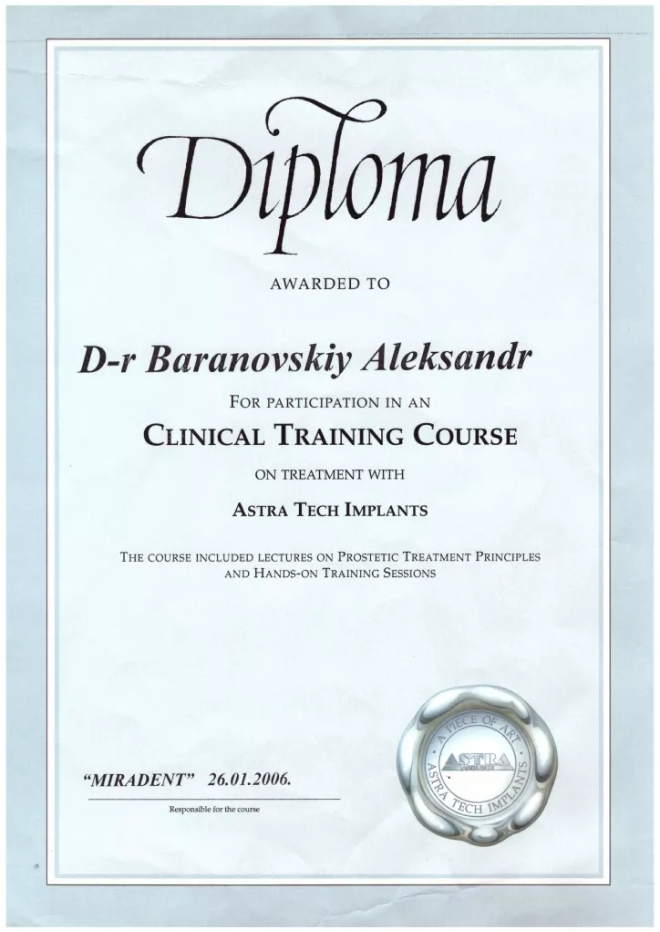 Diploma
AWARDED TO
D-r Baranovskiy Aleksandr
FOR PARTICIPATION IN AN
CLINICAL TRAINING COURSE
ON TREATMENT WITH
ASTRA TECH IMPLANTS
THE COURSE INCLUDED LECTURES ON PROSTETIC TREATMENT PRINCIPLES
AND HANDS-ON TRAINING SESSIONS
"MIRADENT" 26.01.2006.
Responsible for the course
A PIECE OF ART
ASTRA
ASTRA TECH IMPLANTS